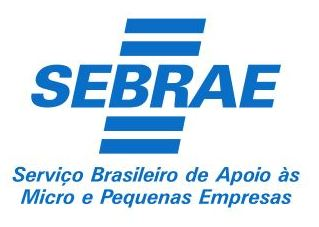 SEBRAE
Serviço Brasileiro de Apoio às
Micro e Pequenas Empresas